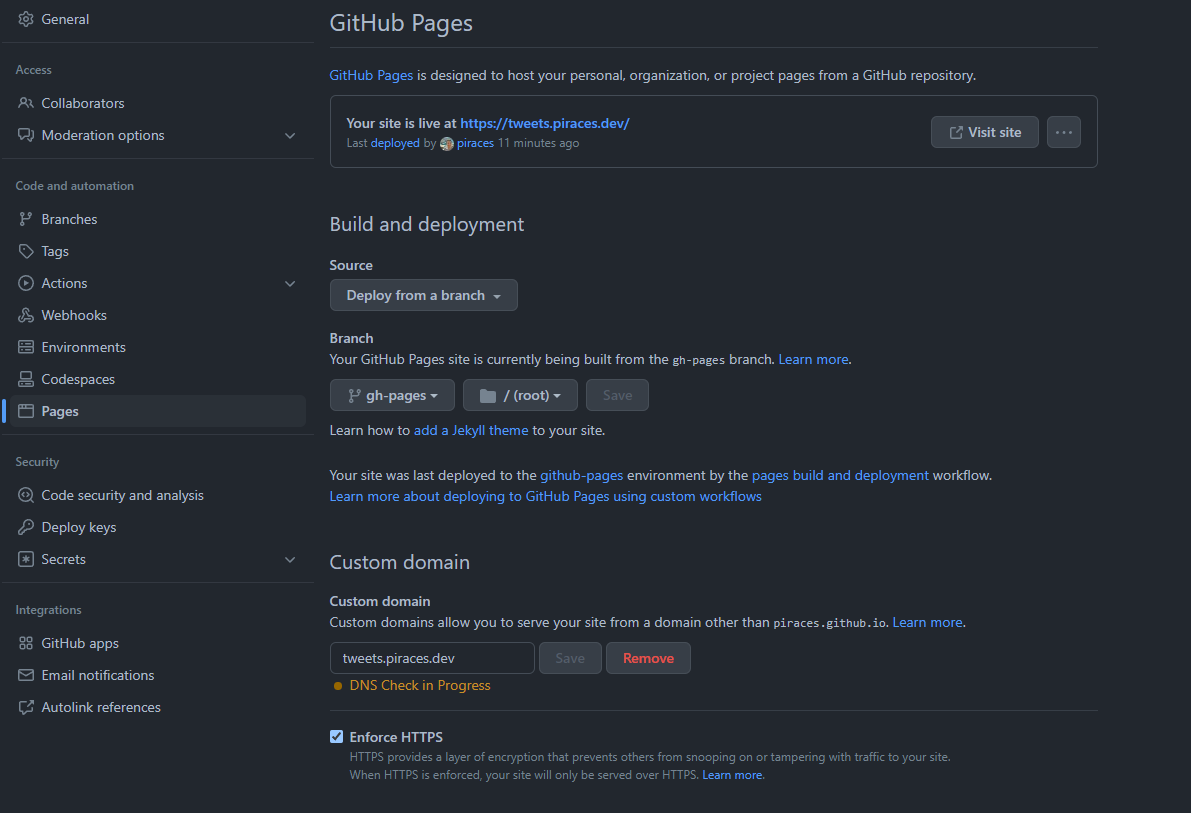 General
Access
Collaborators
Moderation options
Code and automation
Branches
Tags
Actions
Webhooks
Environments
Codespaces
Pages
Security
Code security and analysis
Deploy keys
Secrets
Integrations
GitHub apps
Email notifications
Autolink references
GitHub Pages
GitHub Pages is designed to host your personal, organization, or project pages from a GitHub repository.
Your site is live at https://tweets.piraces.dev/
Last deployed by piraces 11 minutes ago
Visit site
Build and deployment
Source
Deploy from a branch
Branch
Your GitHub Pages site is currently being built from the gh-pages branch. Learn more.
gh-pages / (root) Save
Learn how to add a Jekyll theme to your site.
Your site was last deployed to the github-pages environment by the pages build and deployment workflow.
Learn more about deploying to GitHub Pages using custom workflows
Custom domain
Custom domain
Custom domains allow you to serve your site from a domain other than piraces.github.io. Learn more.
tweets.piraces.dev Save Remove
DNS Check in Progress
Enforce HTTPS
HTTPS provides a layer of encryption that prevents others from snooping on or tampering with traffic to your site.
When HTTPS is enforced, your site will only be served over HTTPS. Learn more.